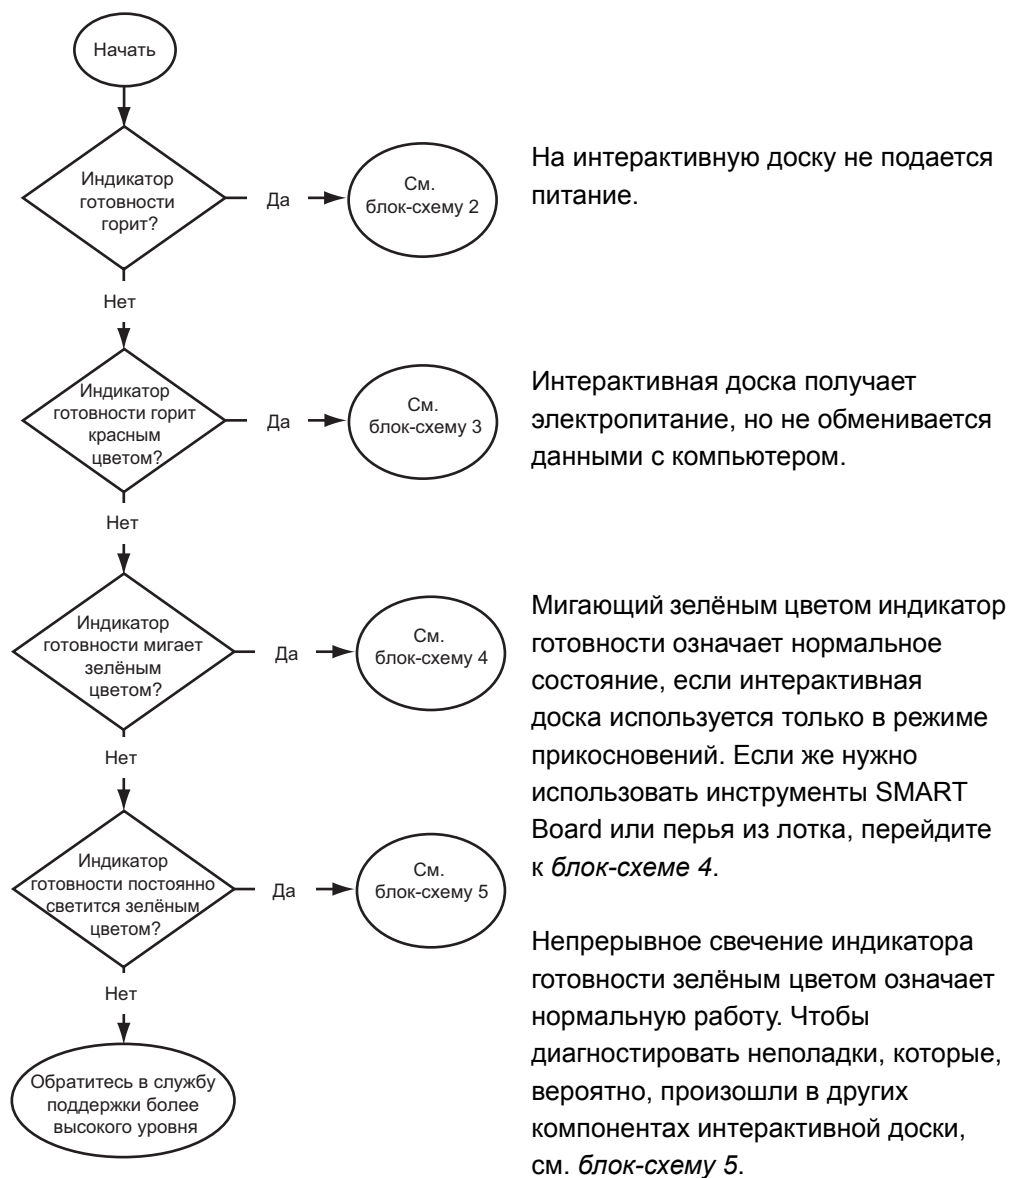 Начать
Индикатор
готовности
горит?
Да
См.
блок-схему 2
На интерактивную доску не подается
питание.
Нет
Индикатор
готовности горит
красным
цветом?
Да
См.
блок-схему 3
Интерактивная доска получает
электропитание, но не обменивается
данными с компьютером.
Нет
Индикатор
готовности мигает
зелёным
цветом?
Да
См.
блок-схему 4
Мигающий зелёным цветом индикатор
готовности означает нормальное
состояние, если интерактивная
доска используется только в режиме
прикосновений. Если же нужно
использовать инструменты SMART
Board или перья из лотка, перейдите
к блок-схеме 4.
Нет
Индикатор
готовности постоянно
светится зелёным
цветом?
Да
См.
блок-схему 5
Непрерывное свечение индикатора
готовности зелёным цветом означает
нормальную работу. Чтобы
диагностировать неполадки, которые,
вероятно, произошли в других
компонентах интерактивной доски,
см. блок-схему 5.
Нет
Обратитесь в службу
поддержки более
высокого уровня